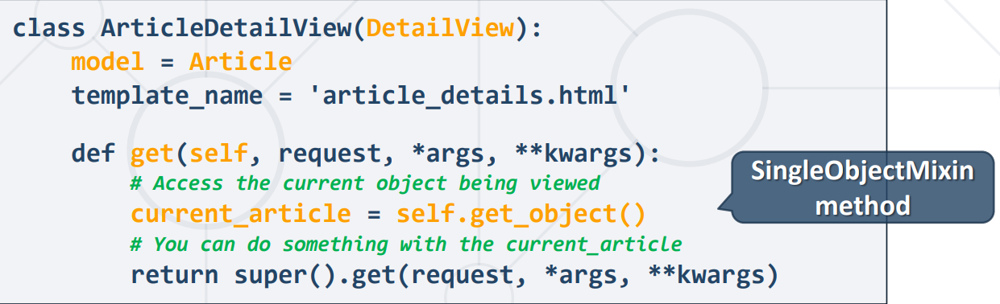 class ArticleDetailView(DetailView):
    model = Article
    template_name = 'article_details.html'
    def get(self, request, *args, **kwargs):
        # Access the current object being viewed
        current_article = self.get_object()
        # You can do something with the current_article
        return super().get(request, *args, **kwargs)
SingleObjectMixin
method